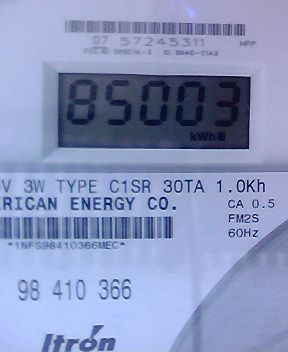 07 57245311 HPP
85003
kWh
V 3W TYPE C1SR 30TA 1.0Kh
RICAN ENERGY CO.
CA 0.5
FM2S
60Hz
*1NFS98410366MEC*
98 410 366
Itron